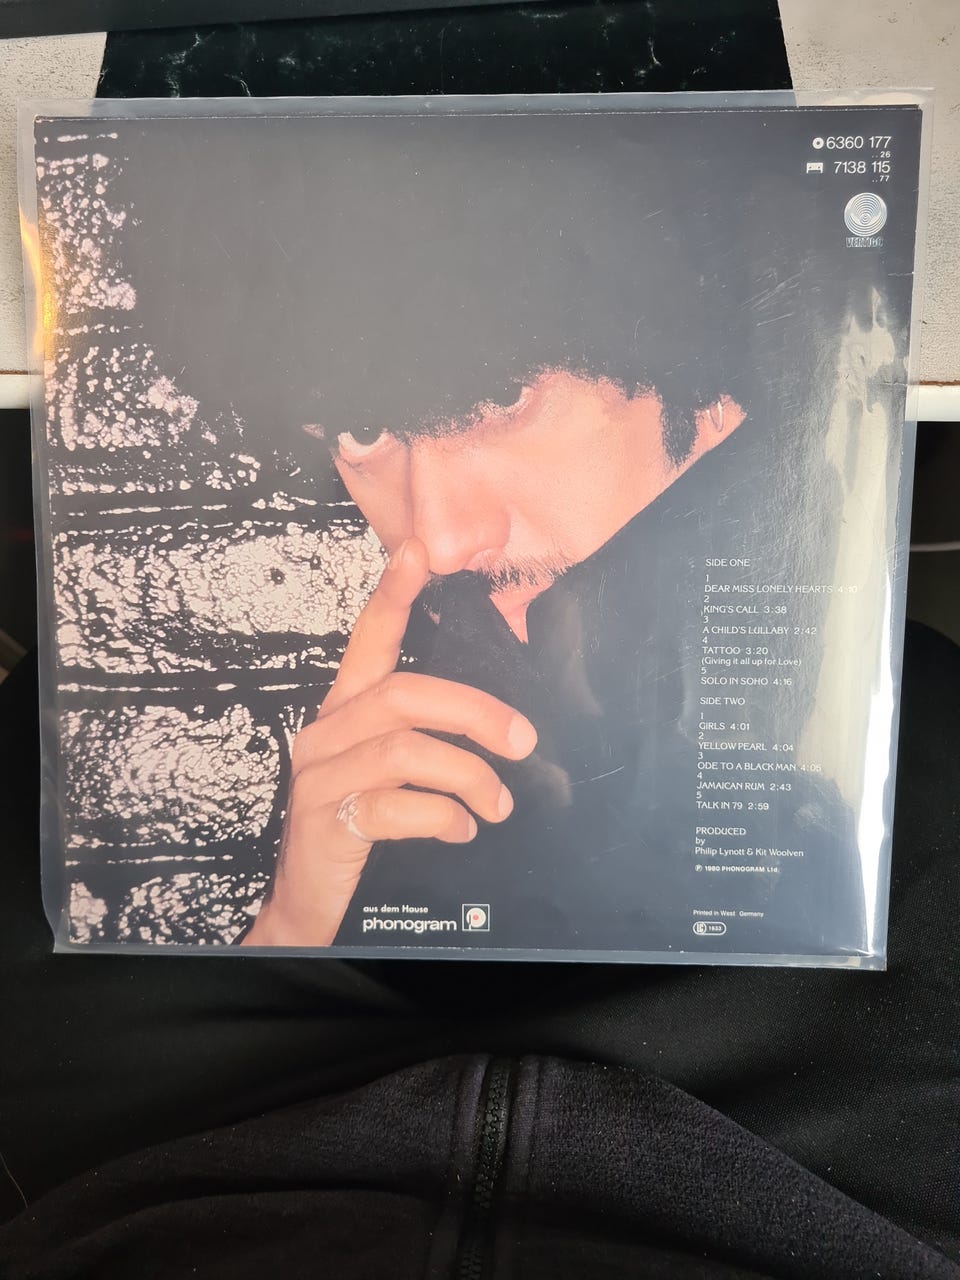 6360 177
..26
7138 115
..77
VERTIGO
SIDE ONE
1
DEAR MISS LONELY HEARTS 4:10
2
KING'S CALL 3:38
3
A CHILD'S LULLABY 2:42
4
TATTOO 3:20
(Giving it all up for Love)
5
SOLO IN SOHO 4:16
SIDE TWO
1
GIRLS 4:01
2
YELLOW PEARL 4:04
3
ODE TO A BLACK MAN 4:05
4
JAMAICAN RUM 2:43
5
TALK IN 79 2:59
PRODUCED
by
Philip Lynott & Kit Woolven
℗ 1980 PHONOGRAM Ltd.
aus dem Hause
phonogram
Printed in West Germany
LC 1633